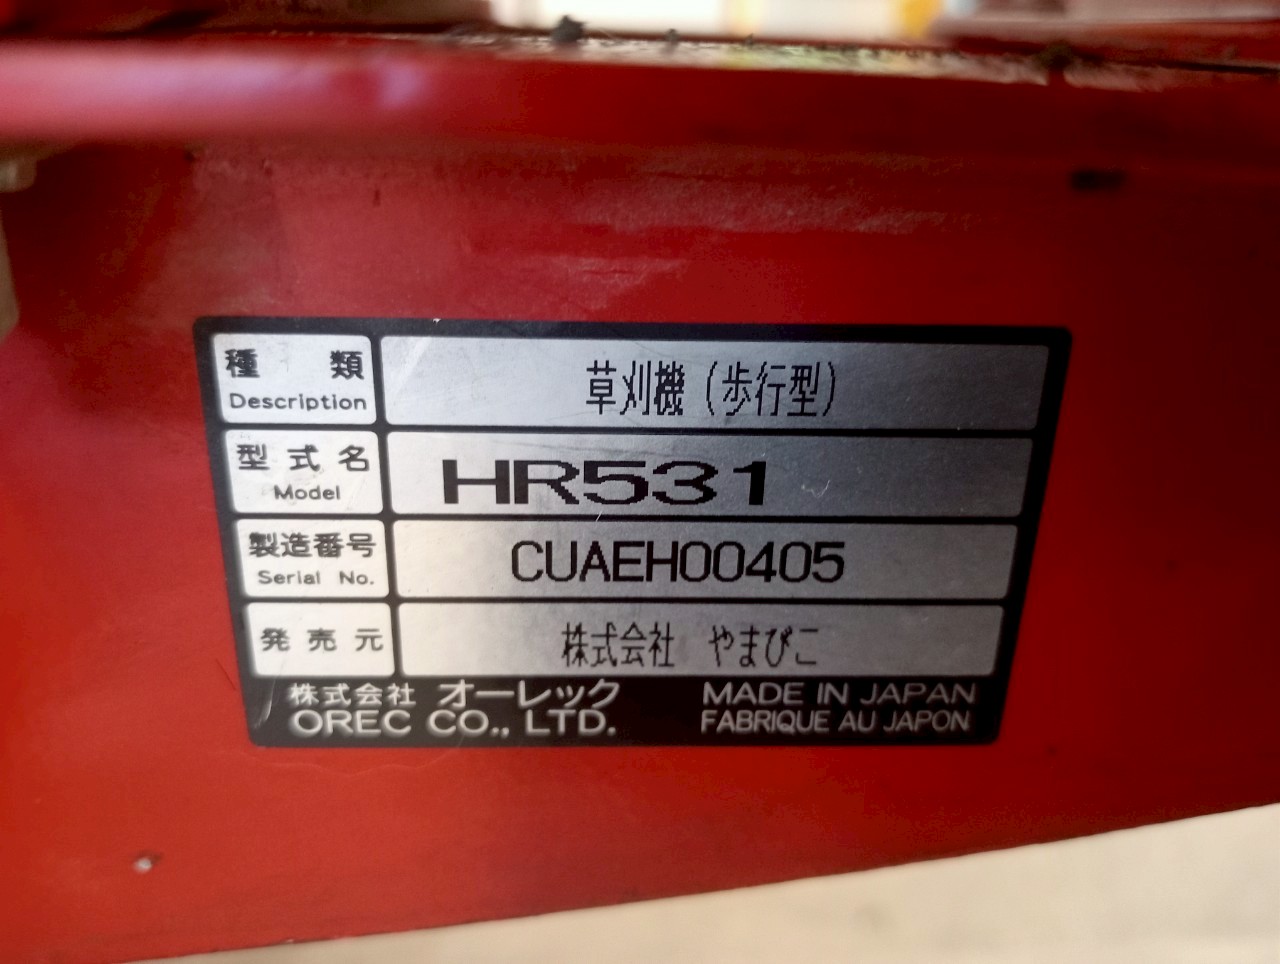 種 類 草刈機(歩行型)
Description
型式名 HR531
Model
製造番号 CUAEH00405
Serial No.
発売元 株式会社 やまびこ
株式会社 オーレック MADE IN JAPAN
OREC CO., LTD. FABRIQUE AU JAPON